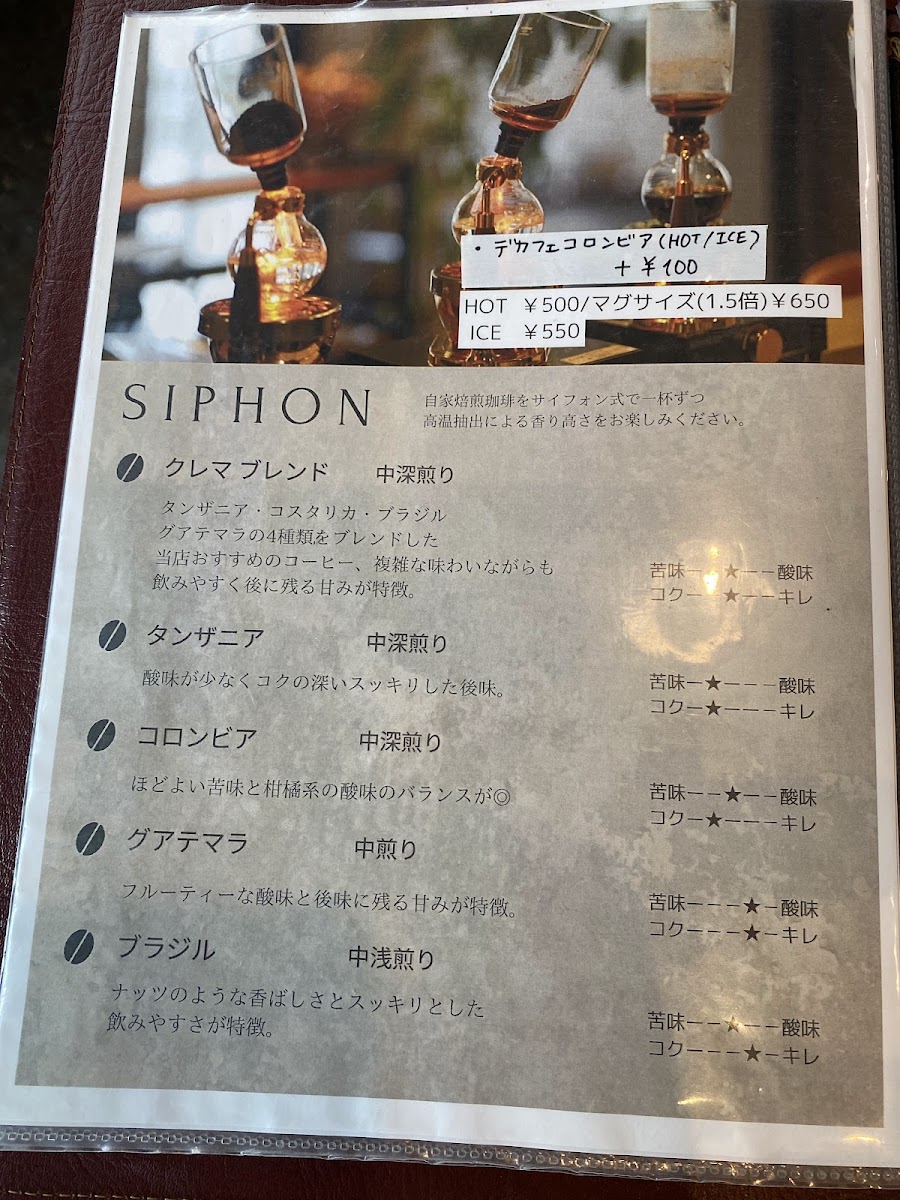 ・デカフェコロンビア(HOT/ICE)
+¥100
HOT ¥500/マグサイズ(1.5倍)¥650
ICE ¥550
SIPHON
自家焙煎珈琲をサイフォン式で一杯ずつ
高温抽出による香り高さをお楽しみください。
クレマブレンド 中深煎り
タンザニア・コスタリカ・ブラジル
グアテマラの4種類をブレンドした
当店おすすめのコーヒー、複雑な味わいながらも
飲みやすく後に残る甘みが特徴。
苦味ーー★ーー酸味
コクーー★ーーキレ
タンザニア 中深煎り
酸味が少なくコクの深いスッキリした後味。
苦味ー★ーーー酸味
コクー★ーーーキレ
コロンビア 中深煎り
ほどよい苦味と柑橘系の酸味のバランスが◎
苦味ーー★ーー酸味
コクー★ーーーキレ
グアテマラ 中煎り
フルーティーな酸味と後味に残る甘みが特徴。
苦味ーーー★ー酸味
コクーーー★ーキレ
ブラジル 中浅煎り
ナッツのような香ばしさとスッキリとした
飲みやすさが特徴。
苦味ーー★ーー酸味
コクーーー★ーキレ